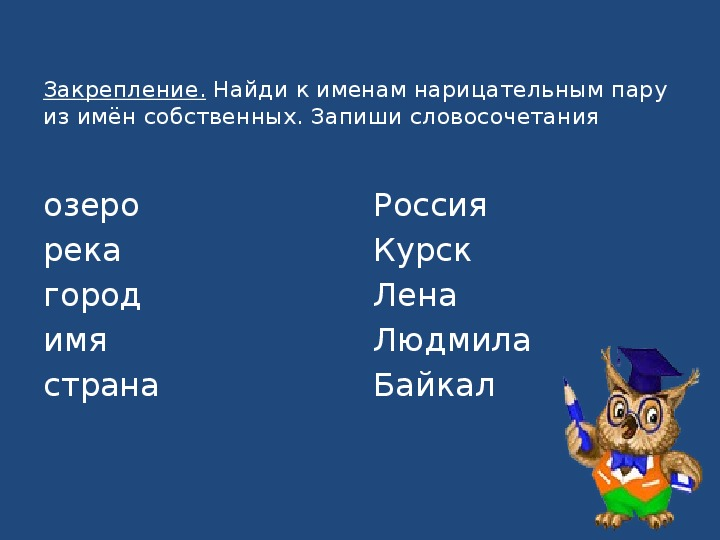 Закрепление. Найди к именам нарицательным пару
из имён собственных. Запиши словосочетания
озеро
река
город
имя
страна
Россия
Курск
Лена
Людмила
Байкал